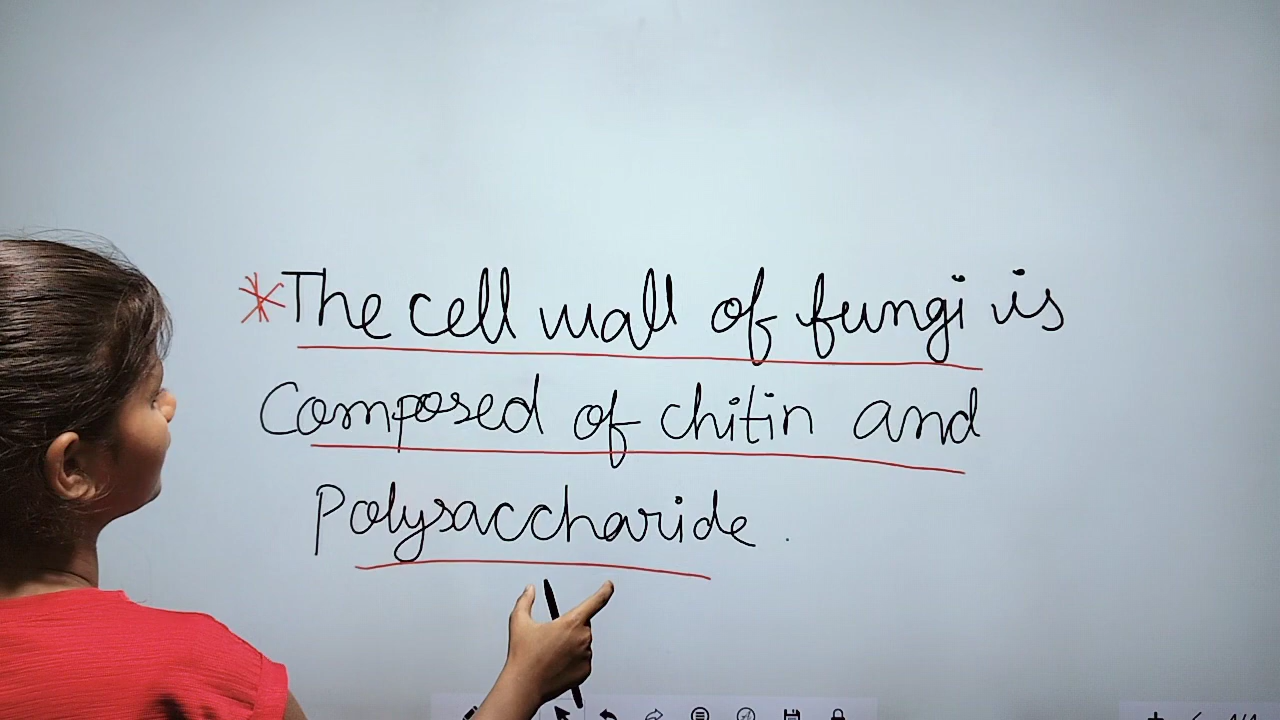 *The cell wall of fungi is
Composed of chitin and
Polysaccharide.